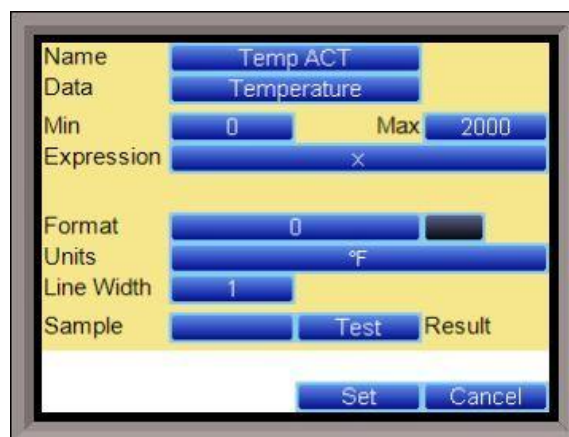 Name Temp ACT
Data Temperature
Min 0 Max 2000
Expression x
Format 0
Units °F
Line Width 1
Sample Test Result
Set Cancel